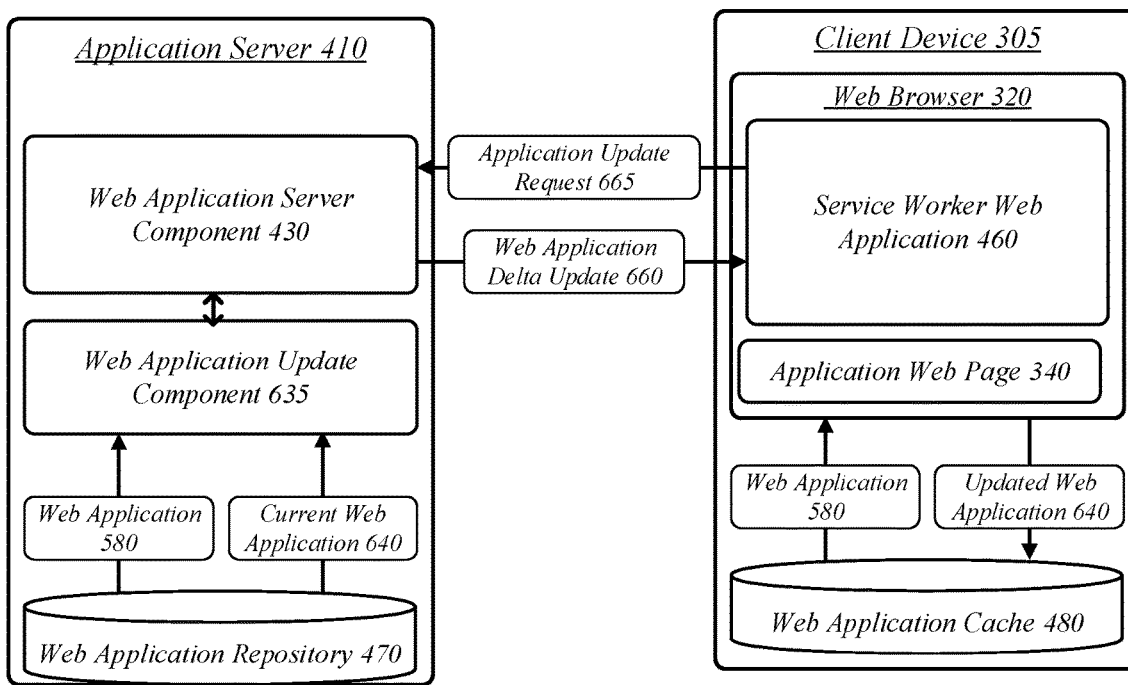 Application Server 410
Web Application Server
Component 430
Web Application Update
Component 635
Web Application
580
Current Web
Application 640
Web Application Repository 470
Application Update
Request 665
Web Application
Delta Update 660
Client Device 305
Web Browser 320
Service Worker Web
Application 460
Application Web Page 340
Web Application
580
Updated Web
Application 640
Web Application Cache 480